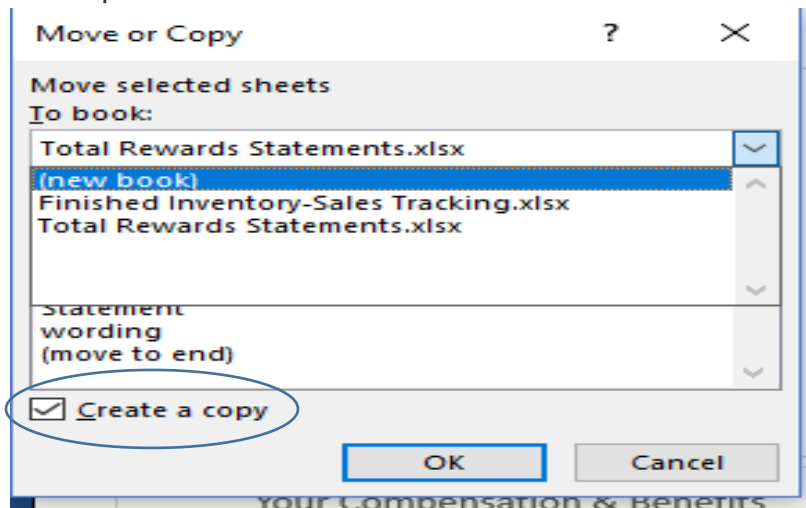 Move or Copy ? ×
Move selected sheets
To book:
Total Rewards Statements.xlsx
(new book)
Finished Inventory-Sales Tracking.xlsx
Total Rewards Statements.xlsx
Statement
wording
(move to end)
Create a copy
OK Cancel
Your Compensation & Benefits